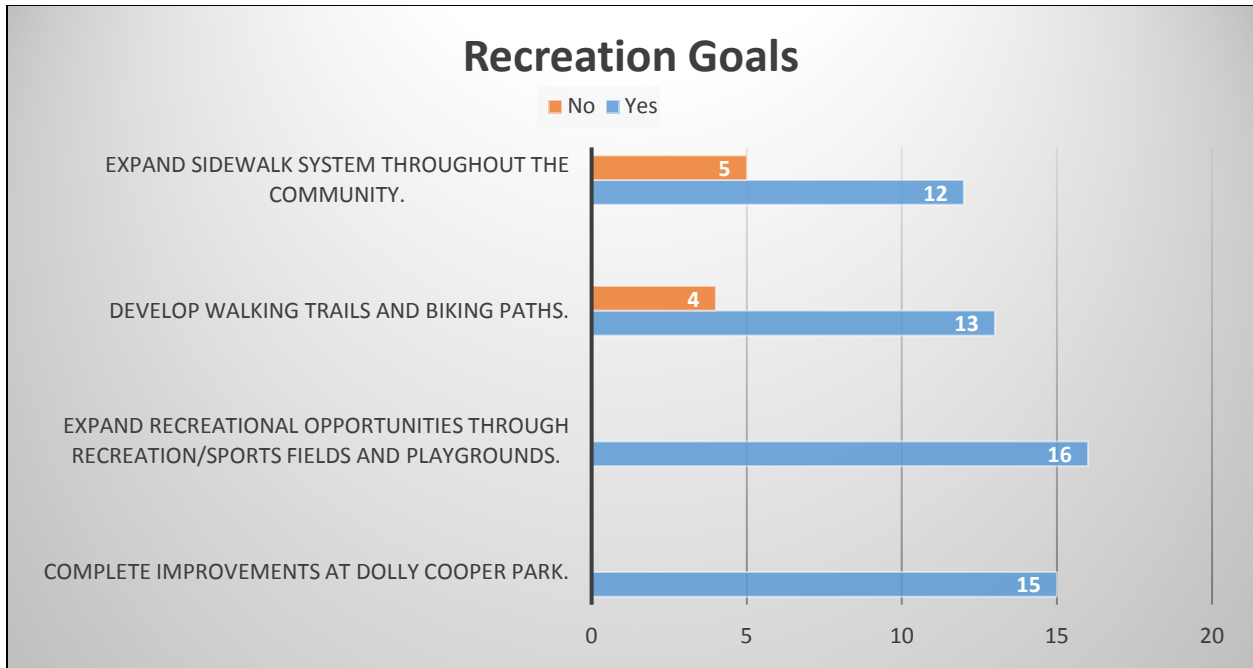 Recreation Goals
No Yes
EXPAND SIDEWALK SYSTEM THROUGHOUT THE
COMMUNITY.
5
12
DEVELOP WALKING TRAILS AND BIKING PATHS.
4
13
EXPAND RECREATIONAL OPPORTUNITIES THROUGH
RECREATION/SPORTS FIELDS AND PLAYGROUNDS.
16
COMPLETE IMPROVEMENTS AT DOLLY COOPER PARK.
15
0 5 10 15 20